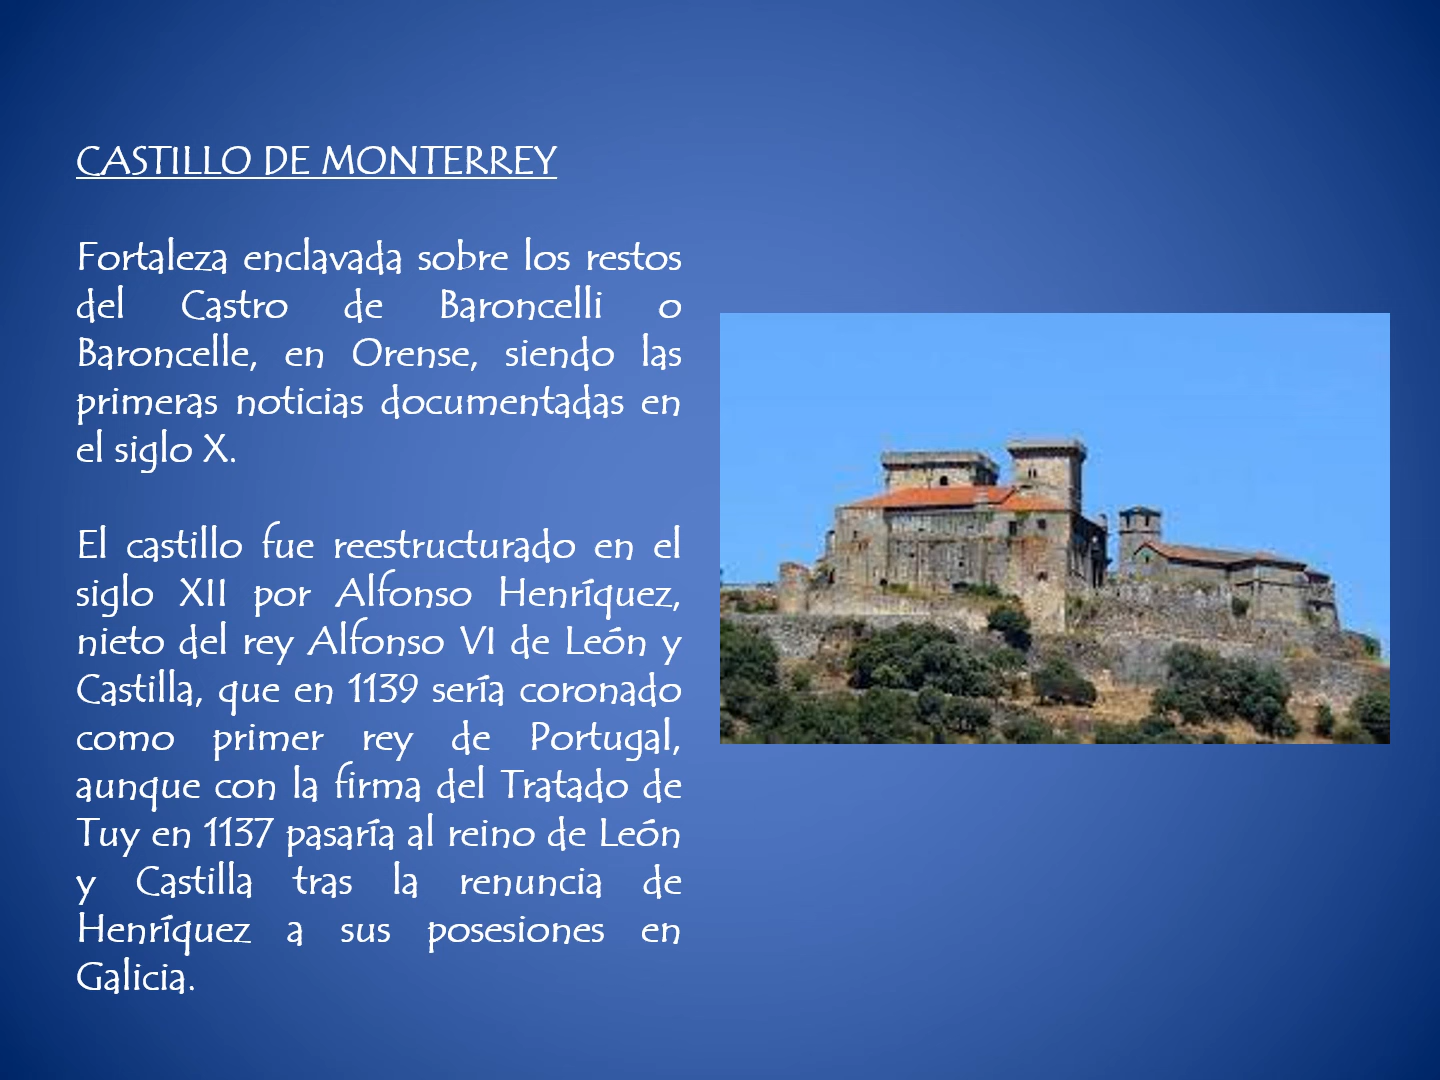 CASTILLO DE MONTERREY
Fortaleza enclavada sobre los restos
del Castro de Baroncelli o
Baroncelle, en Orense, siendo las
primeras noticias documentadas en
el siglo X.
El castillo fue reestructurado en el
siglo XII por Alfonso Henríquez,
nieto del rey Alfonso VI de León y
Castilla, que en 1139 sería coronado
como primer rey de Portugal,
aunque con la firma del Tratado de
Tuy en 1137 pasaría al reino de León
y Castilla tras la renuncia de
Henríquez a sus posesiones en
Galicia.